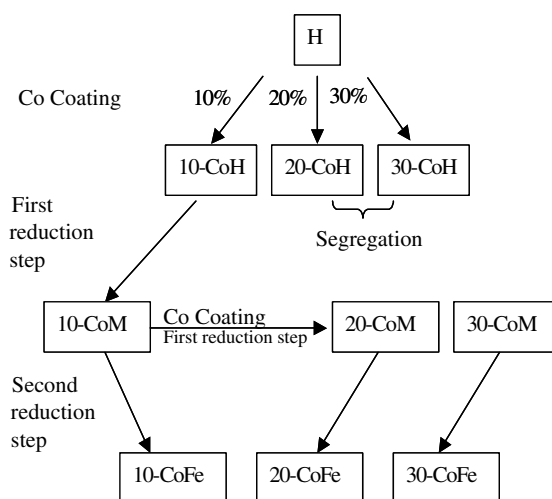 H
Co Coating
10%
20%
30%
10-CoH
20-CoH
30-CoH
First
reduction
step
Segregation
10-CoM
Co Coating
First reduction step
20-CoM
30-CoM
Second
reduction
step
10-CoFe
20-CoFe
30-CoFe